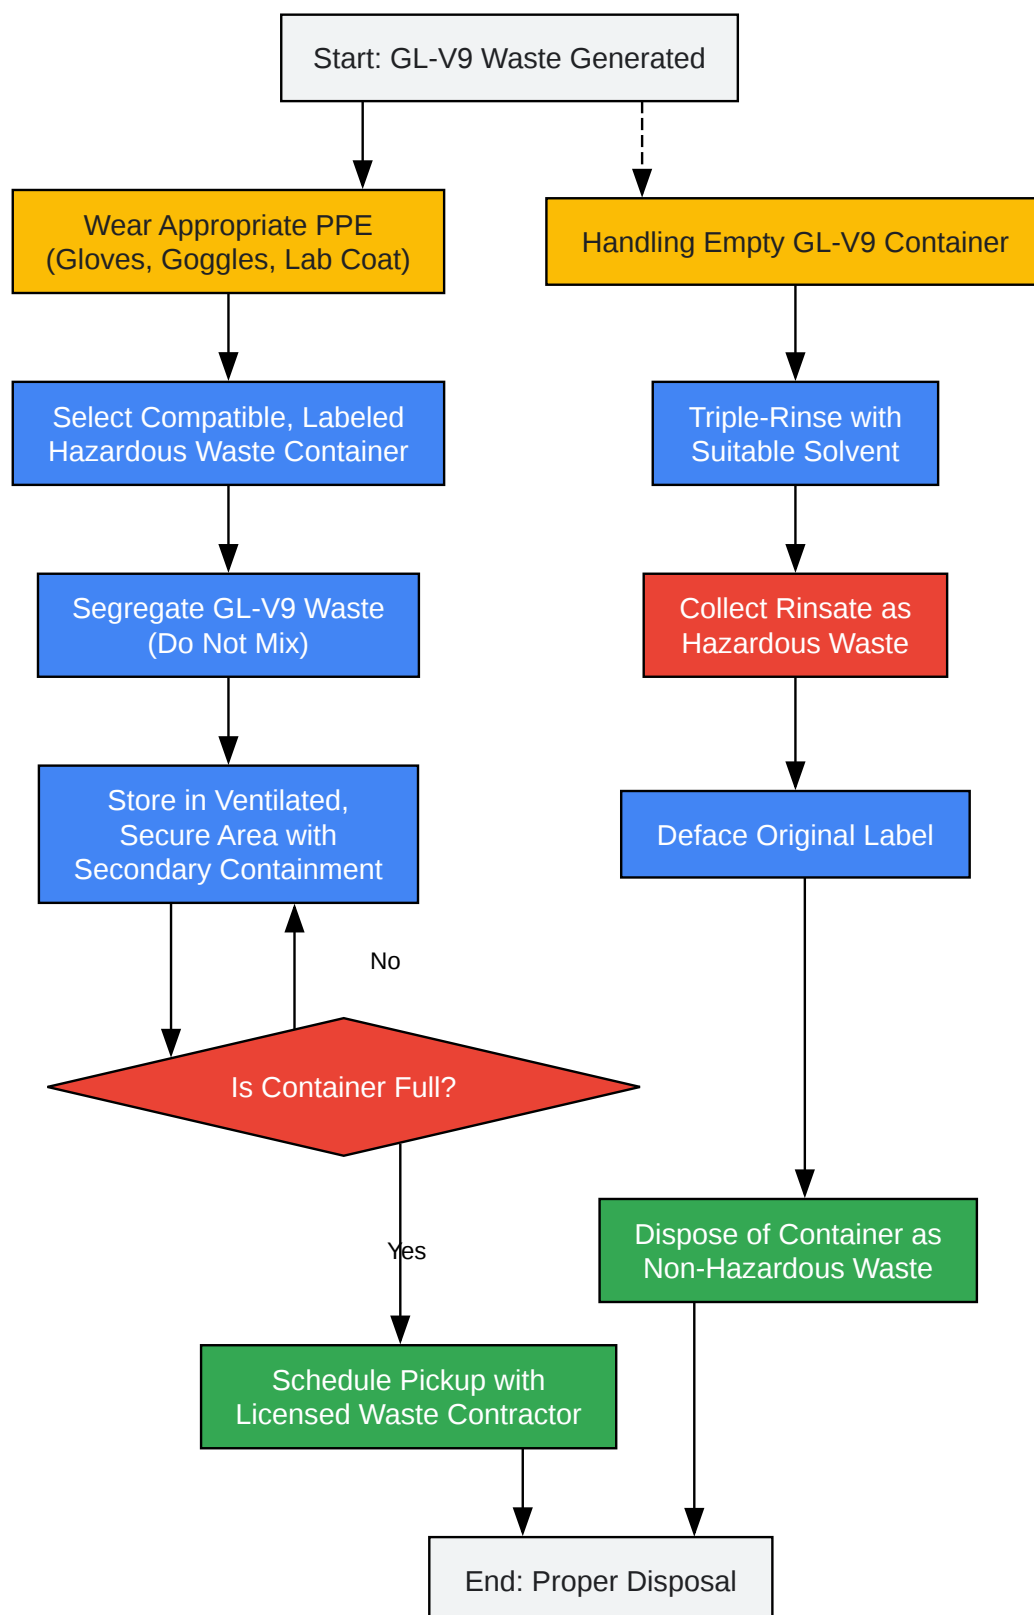 Start: GL-V9 Waste Generated
Wear Appropriate PPE
(Gloves, Goggles, Lab Coat)
Handling Empty GL-V9 Container
Select Compatible, Labeled
Hazardous Waste Container
Triple-Rinse with
Suitable Solvent
Segregate GL-V9 Waste
(Do Not Mix)
Collect Rinsate as
Hazardous Waste
Store in Ventilated,
Secure Area with
Secondary Containment
Deface Original Label
No
Is Container Full?
Yes
Dispose of Container as
Non-Hazardous Waste
Schedule Pickup with
Licensed Waste Contractor
End: Proper Disposal